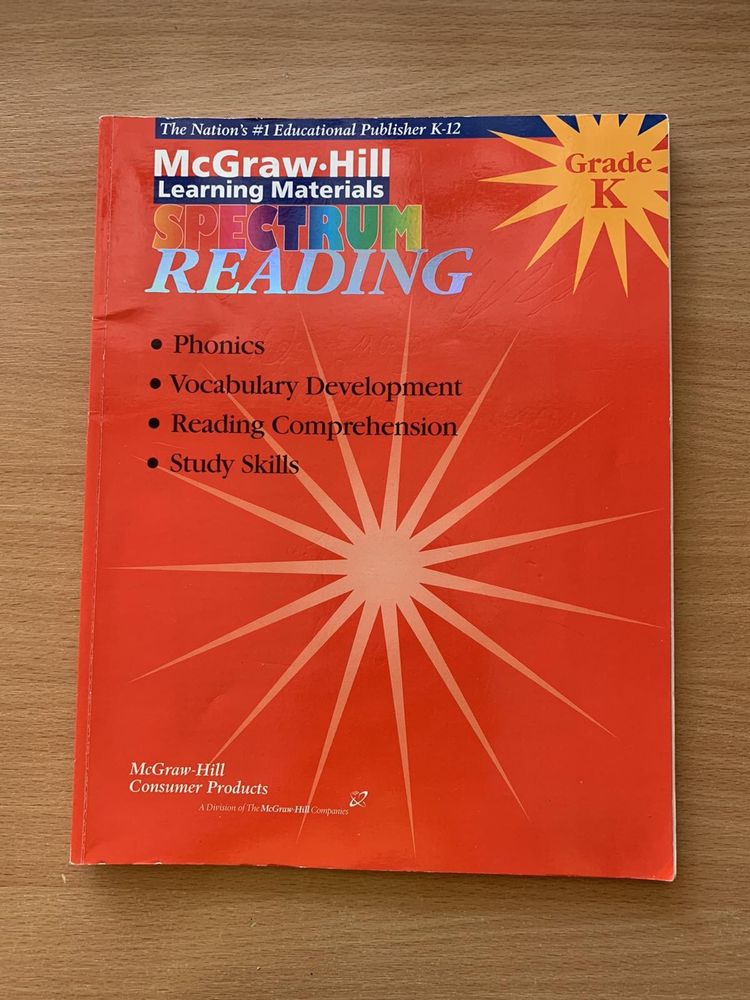 The Nation's #1 Educational Publisher K-12
McGraw·Hill
Learning Materials
SPECTRUM
READING
Grade
K
• Phonics
• Vocabulary Development
• Reading Comprehension
• Study Skills
McGraw-Hill
Consumer Products
A Division of The McGraw·Hill Companies